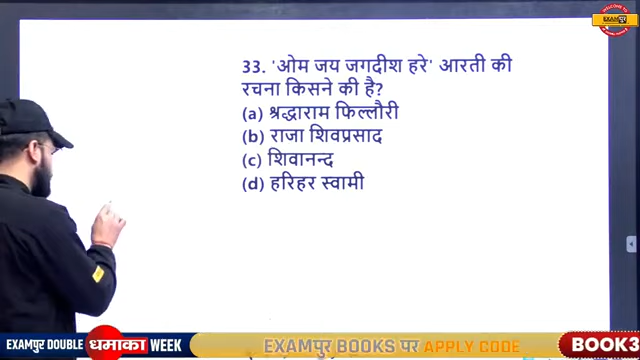 33. 'ओम जय जगदीश हरे' आरती की
रचना किसने की है?
(a) श्रद्धाराम फिल्लौरी
(b) राजा शिवप्रसाद
(c) शिवानन्द
(d) हरिहर स्वामी
EXAMपुर DOUBLE धमाका WEEK
EXAMपुर BOOKS पर APPLY CODE
BOOK3